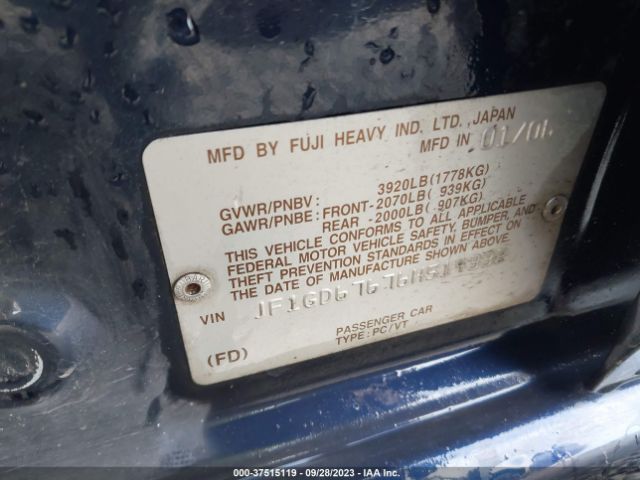 MFD BY FUJI HEAVY IND. LTD.,JAPAN
MFD IN 01/06
GVWR/PNBV : 3920LB(1778KG)
GAWR/PNBE:FRONT-2070LB( 939KG)
REAR -2000LB( 907KG)
THIS VEHICLE CONFORMS TO ALL APPLICABLE
FEDERAL MOTOR VEHICLE SAFETY, BUMPER, AND
THEFT PREVENTION STANDARDS IN EFFECT ON
THE DATE OF MANUFACTURE SHOWN ABOVE.
VIN
PASSENGER CAR
(FD) TYPE:PC/VT
000-37515119 - 09/28/2023 - IAA Inc.